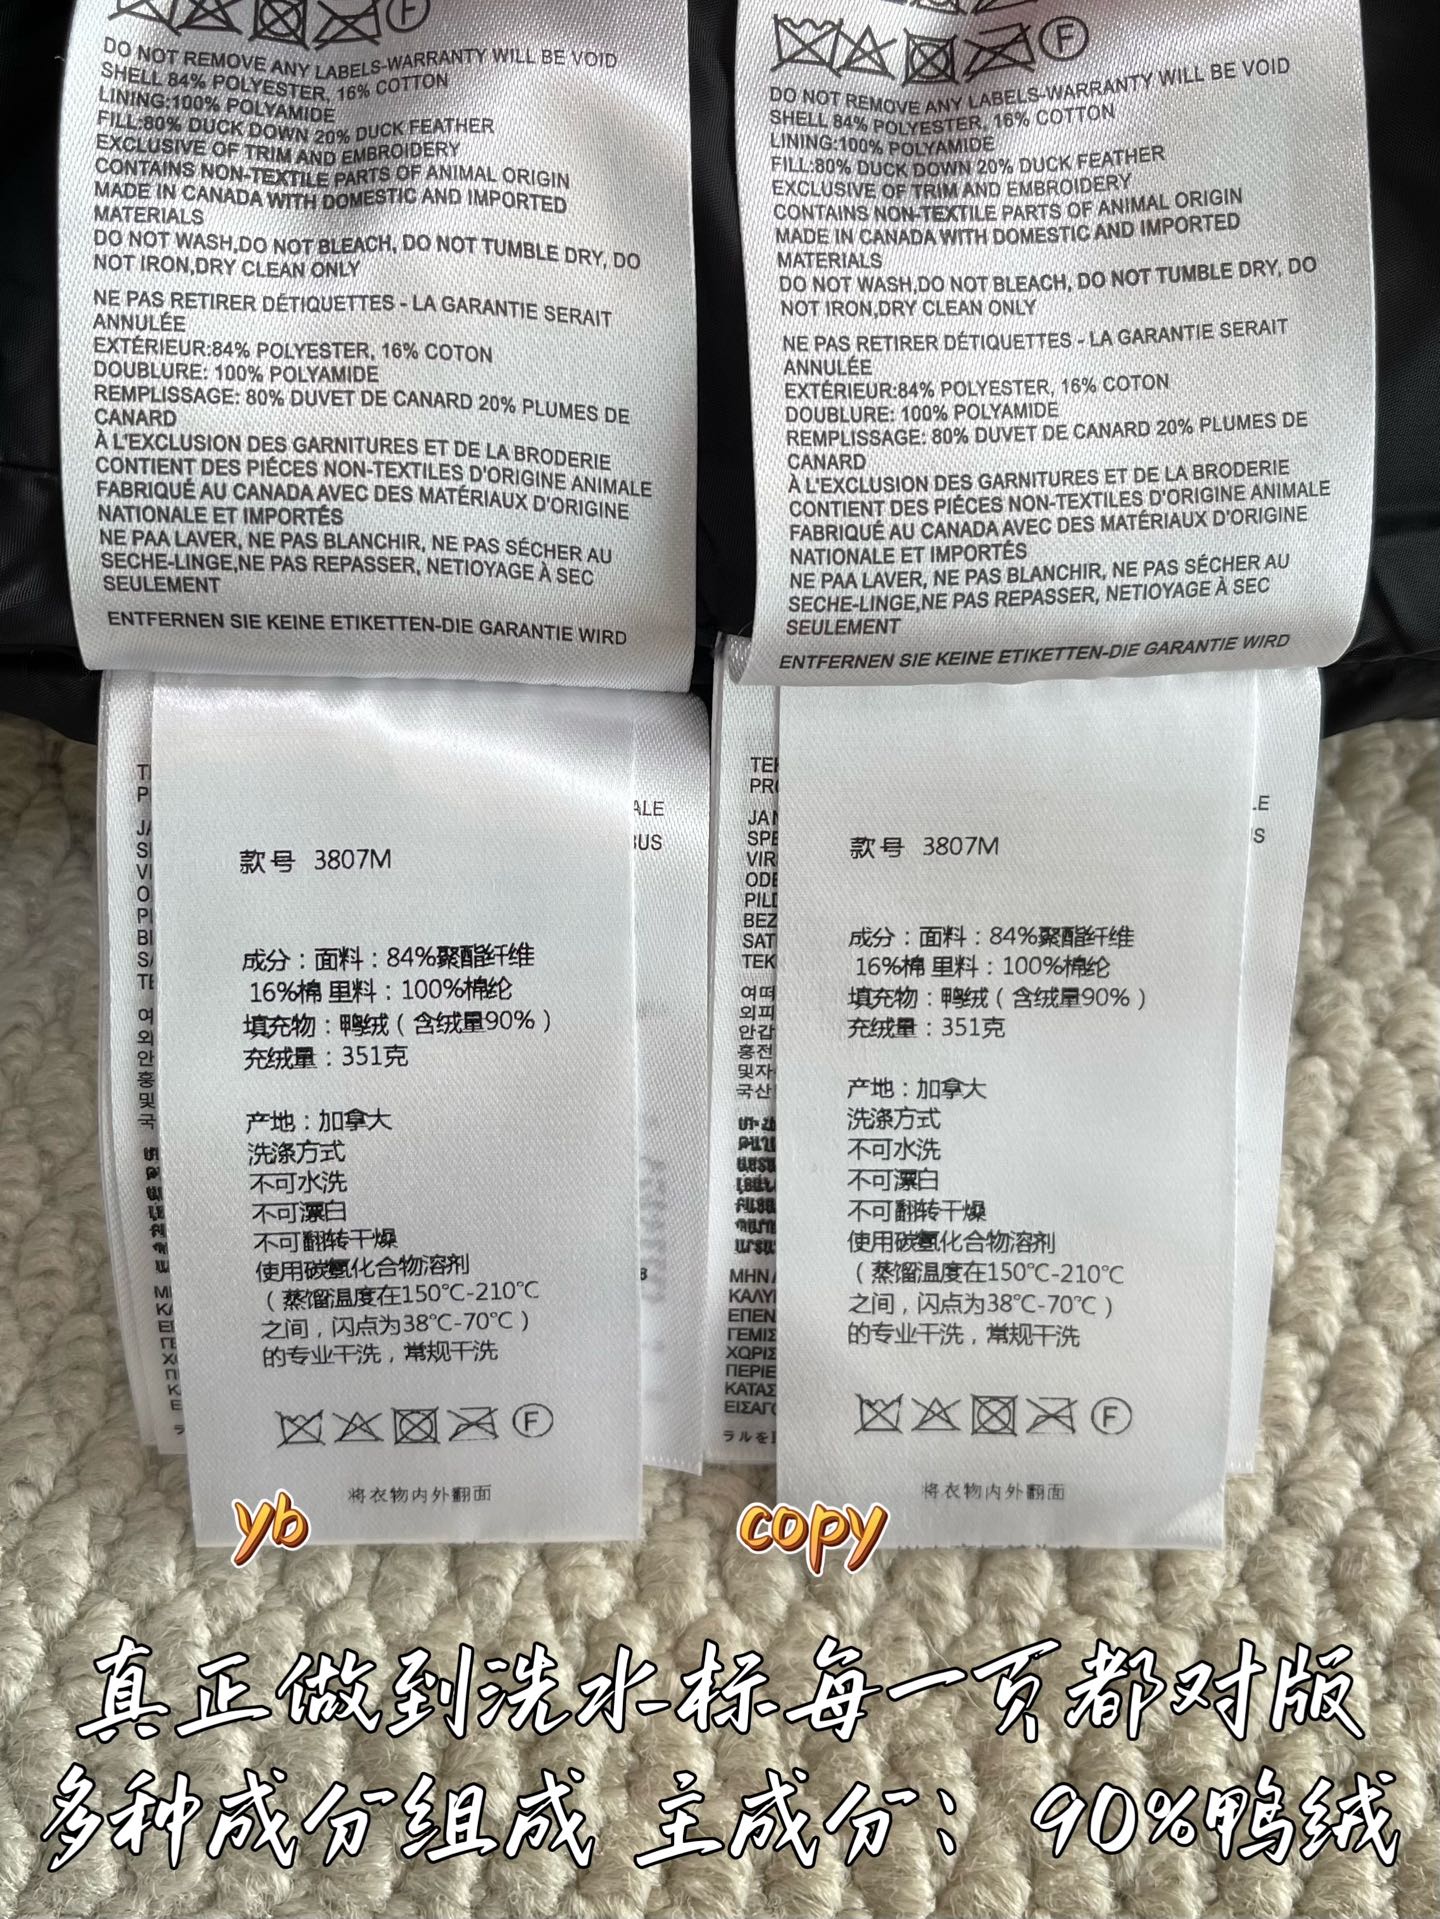 DO NOT REMOVE ANY LABELS-WARRANTY WILL BE VOID
SHELL 84% POLYESTER, 16% COTTON
LINING:100% POLYAMIDE
FILL:80% DUCK DOWN 20% DUCK FEATHER
EXCLUSIVE OF TRIM AND EMBROIDERY
CONTAINS NON-TEXTILE PARTS OF ANIMAL ORIGIN
MADE IN CANADA WITH DOMESTIC AND IMPORTED
MATERIALS
DO NOT WASH,DO NOT BLEACH, DO NOT TUMBLE DRY, DO
NOT IRON,DRY CLEAN ONLY
NE PAS RETIRER DÉTIQUETTES - LA GARANTIE SERAIT
ANNULÉE
EXTÉRIEUR:84% POLYESTER, 16% COTON
DOUBLURE: 100% POLYAMIDE
REMPLISSAGE: 80% DUVET DE CANARD 20% PLUMES DE
CANARD
À L'EXCLUSION DES GARNITURES ET DE LA BRODERIE
CONTIENT DES PIÉCES NON-TEXTILES D'ORIGINE ANIMALE
FABRIQUÉ AU CANADA AVEC DES MATÉRIAUX D'ORIGINE
NATIONALE ET IMPORTÉS
NE PAA LAVER, NE PAS BLANCHIR, NE PAS SÉCHER AU
SECHE-LINGE,NE PAS REPASSER, NETIOYAGE À SEC
SEULEMENT
ENTFERNEN SIE KEINE ETIKETTEN-DIE GARANTIE WIRD
款号 3807M
成分：面料：84%聚酯纤维
16%棉 里料：100%棉纶
填充物：鸭绒（含绒量90%）
充绒量：351克
产地：加拿大
洗涤方式
不可水洗
不可漂白
不可翻转干燥
使用碳氢化合物溶剂
（蒸馏温度在150℃-210℃
之间，闪点为38℃-70℃）
的专业干洗，常规干洗
F
将衣物内外翻面
yb
F
DO NOT REMOVE ANY LABELS-WARRANTY WILL BE VOID
SHELL 84% POLYESTER, 16% COTTON
LINING:100% POLYAMIDE
FILL:80% DUCK DOWN 20% DUCK FEATHER
EXCLUSIVE OF TRIM AND EMBROIDERY
CONTAINS NON-TEXTILE PARTS OF ANIMAL ORIGIN
MADE IN CANADA WITH DOMESTIC AND IMPORTED
MATERIALS
DO NOT WASH,DO NOT BLEACH, DO NOT TUMBLE DRY, DO
NOT IRON,DRY CLEAN ONLY
NE PAS RETIRER DÉTIQUETTES - LA GARANTIE SERAIT
ANNULÉE
EXTÉRIEUR:84% POLYESTER, 16% COTON
DOUBLURE: 100% POLYAMIDE
REMPLISSAGE: 80% DUVET DE CANARD 20% PLUMES DE
CANARD
À L'EXCLUSION DES GARNITURES ET DE LA BRODERIE
CONTIENT DES PIÉCES NON-TEXTILES D'ORIGINE ANIMALE
FABRIQUÉ AU CANADA AVEC DES MATÉRIAUX D'ORIGINE
NATIONALE ET IMPORTÉS
NE PAA LAVER, NE PAS BLANCHIR, NE PAS SÉCHER AU
SECHE-LINGE,NE PAS REPASSER, NETIOYAGE À SEC
SEULEMENT
ENTFERNEN SIE KEINE ETIKETTEN-DIE GARANTIE WIRD
款号 3807M
成分：面料：84%聚酯纤维
16%棉 里料：100%棉纶
填充物：鸭绒（含绒量90%）
充绒量：351克
产地：加拿大
洗涤方式
不可水洗
不可漂白
不可翻转干燥
使用碳氢化合物溶剂
（蒸馏温度在150℃-210℃
之间，闪点为38℃-70℃）
的专业干洗，常规干洗
F
将衣物内外翻面
copy
真正做到洗水标每一页都对版
多种成分组成 主成分：90%鸭绒